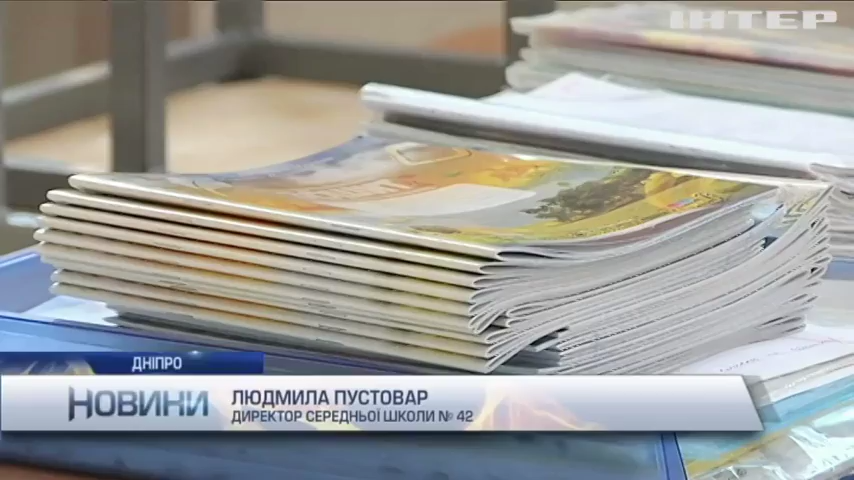 ІНТЕР
ДНІПРО
НОВИНИ
ЛЮДМИЛА ПУСТОВАР
ДИРЕКТОР СЕРЕДНЬОЇ ШКОЛИ № 42